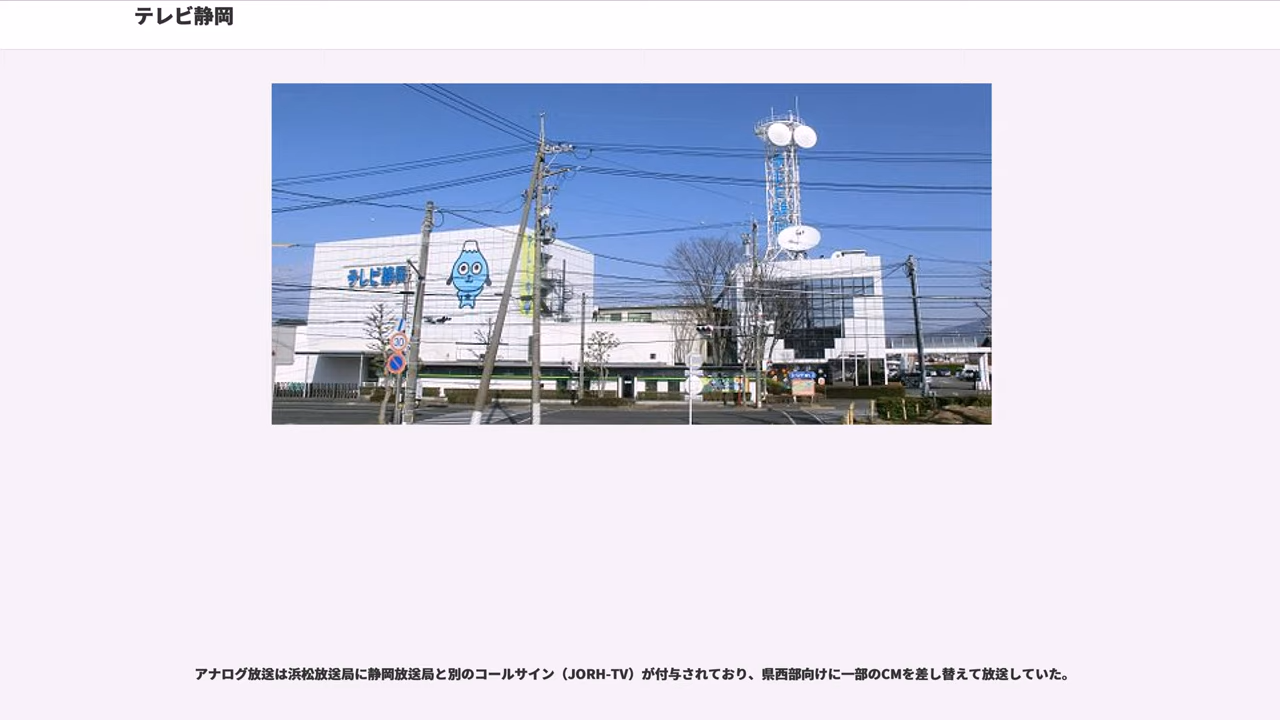 テレビ静岡
テレビ静岡
30
アナログ放送は浜松放送局に静岡放送局と別のコールサイン（JORH-TV）が付与されており、県西部向けに一部のCMを差し替えて放送していた。